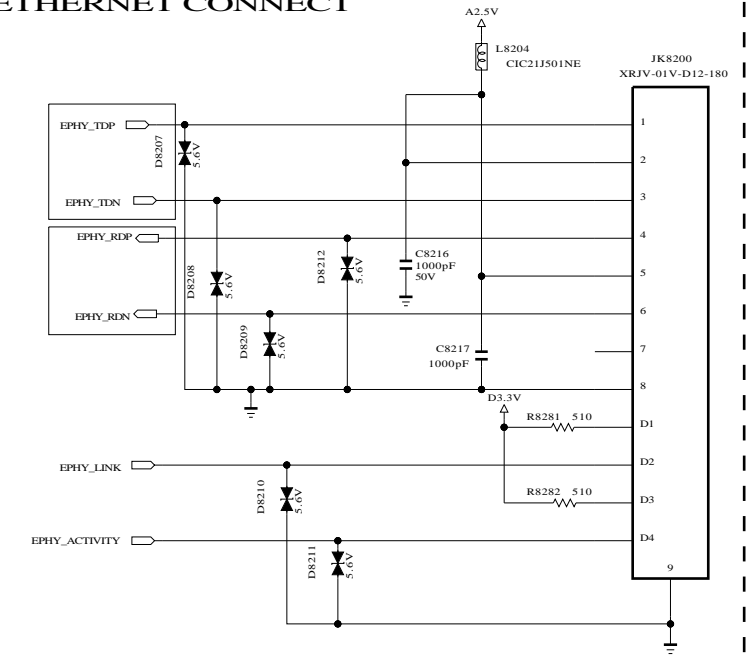 ETHERNET CONNECT
A2.5V
L8204
CIC21J501NE
JK8200
XRJV-01V-D12-180
EPHY_TDP
D8207
5.6V
1
2
EPHY_TDN
3
EPHY_RDP
4
D8208
5.6V
D8212
5.6V
C8216
1000pF
50V
5
EPHY_RDN
6
D8209
5.6V
C8217
1000pF
7
8
D3.3V
R8281 510
D1
EPHY_LINK
D2
D8210
5.6V
R8282 510
D3
EPHY_ACTIVITY
D4
D8211
5.6V
9